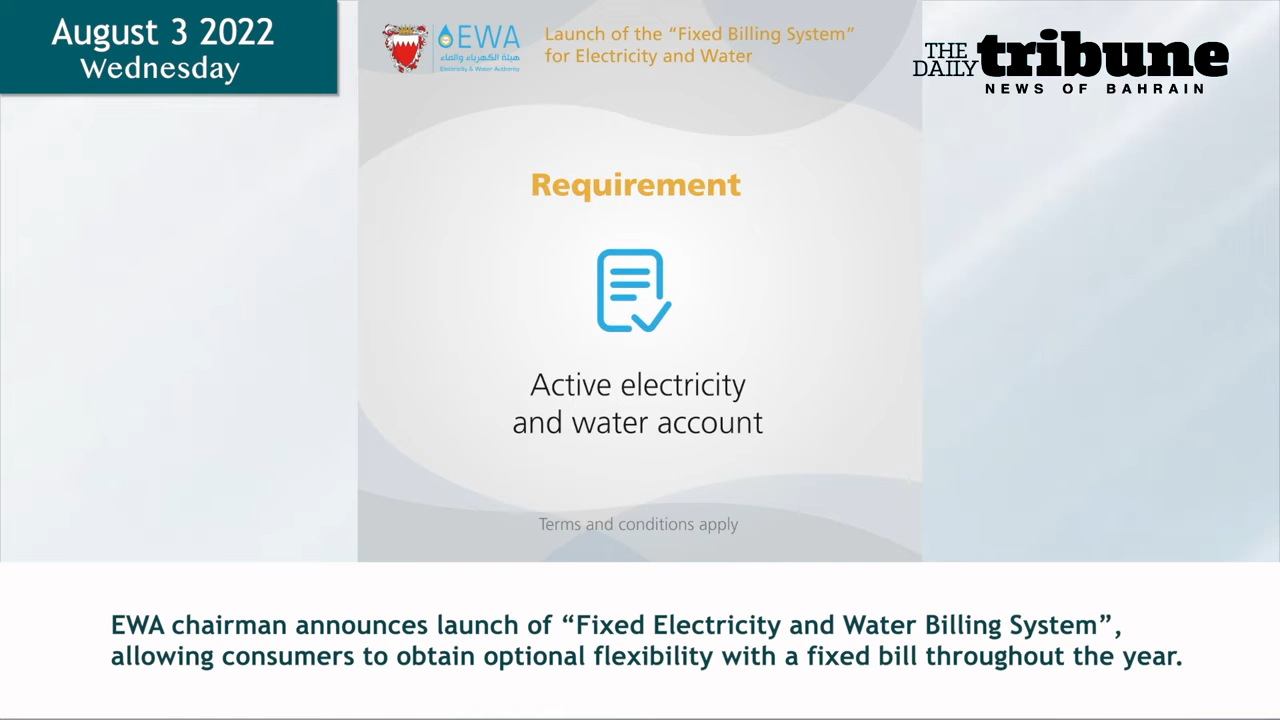 August 3 2022
Wednesday
EWA
هيئة الكهرباء والماء
Electricity & Water Authority
Launch of the “Fixed Billing System”
for Electricity and Water
THE
DAILY
tribune
NEWS OF BAHRAIN
Requirement
Active electricity
and water account
Terms and conditions apply
EWA chairman announces launch of “Fixed Electricity and Water Billing System”,
allowing consumers to obtain optional flexibility with a fixed bill throughout the year.